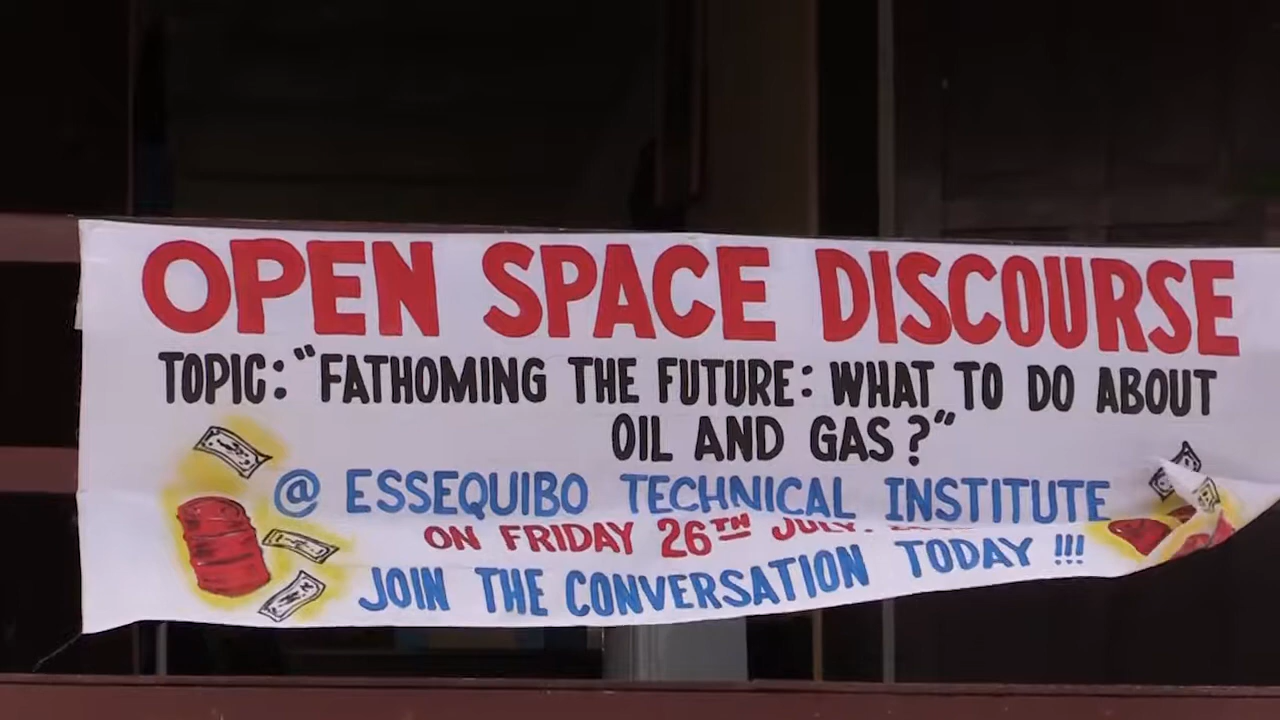 OPEN SPACE DISCOURSE
TOPIC: "FATHOMING THE FUTURE: WHAT TO DO ABOUT
OIL AND GAS?"
@ ESSEQUIBO TECHNICAL INSTITUTE
ON FRIDAY 26TH JULY.
JOIN THE CONVERSATION TODAY !!!